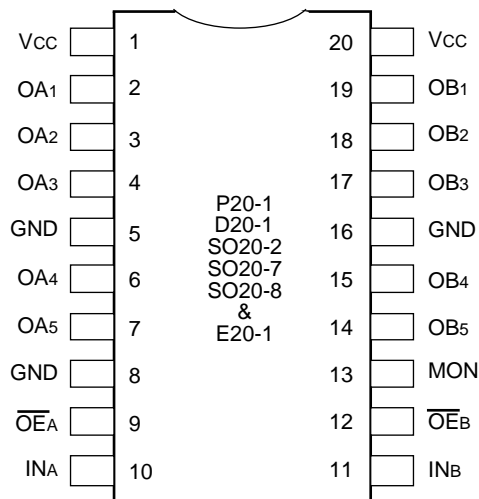 VCC 1 20 VCC
OA1 2 19 OB1
OA2 3 18 OB2
OA3 4 17 OB3
GND 5 16 GND
OA4 6 15 OB4
OA5 7 14 OB5
GND 8 13 MON
O̅E̅A 9 12 O̅E̅B
INA 10 11 INB
P20-1
D20-1
SO20-2
SO20-7
SO20-8
&
E20-1